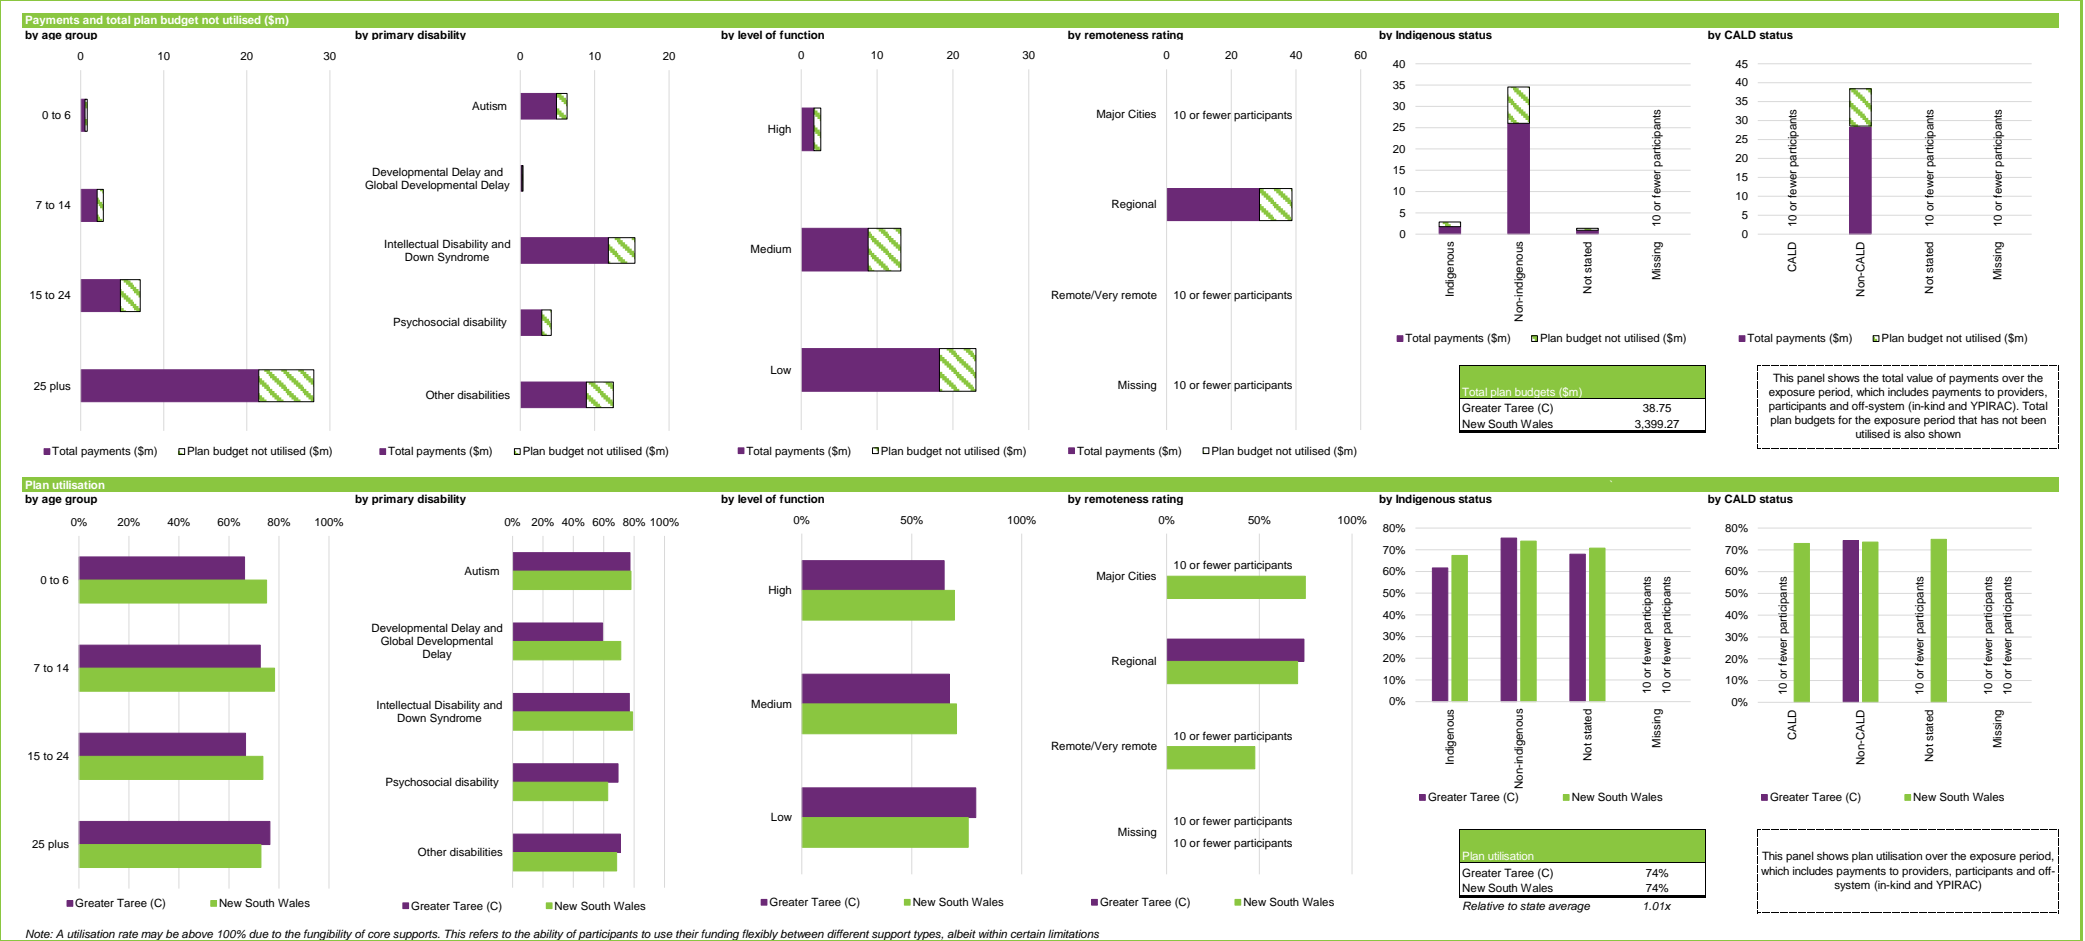 Payments and total plan budget not utilised ($m)
by age group
0 10 20 30
0 to 6
7 to 14
15 to 24
25 plus
Total payments ($m) Plan budget not utilised ($m)
by primary disability
0 10 20
Autism
Developmental Delay and
Global Developmental Delay
Intellectual Disability and
Down Syndrome
Psychosocial disability
Other disabilities
Total payments ($m) Plan budget not utilised ($m)
by level of function
0 10 20 30
High
Medium
Low
Total payments ($m) Plan budget not utilised ($m)
by remoteness rating
0 20 40 60
Major Cities 10 or fewer participants
Regional
Remote/Very remote 10 or fewer participants
Missing 10 or fewer participants
Total payments ($m) Plan budget not utilised ($m)
by Indigenous status
40
35
30
25
20
15
10
5
0
10 or fewer participants
Indigenous
Non-indigenous
Not stated
Missing
Total payments ($m) Plan budget not utilised ($m)
by CALD status
45
40
35
30
25
20
15
10
5
0
10 or fewer participants
10 or fewer participants
10 or fewer participants
CALD
Non-CALD
Not stated
Missing
Total payments ($m) Plan budget not utilised ($m)
Total plan budgets ($m)
Greater Taree (C) 38.75
New South Wales 3,399.27
This panel shows the total value of payments over the
exposure period, which includes payments to providers,
participants and off-system (in-kind and YPIRAC). Total
plan budgets for the exposure period that has not been
utilised is also shown
Plan utilisation
by age group
0% 20% 40% 60% 80% 100%
0 to 6
7 to 14
15 to 24
25 plus
Greater Taree (C) New South Wales
by primary disability
0% 20% 40% 60% 80% 100%
Autism
Developmental Delay and
Global Developmental
Delay
Intellectual Disability and
Down Syndrome
Psychosocial disability
Other disabilities
Greater Taree (C) New South Wales
by level of function
0% 50% 100%
High
Medium
Low
Greater Taree (C) New South Wales
by remoteness rating
0% 50% 100%
10 or fewer participants
Major Cities
Regional
10 or fewer participants
Remote/Very remote
10 or fewer participants
Missing
10 or fewer participants
Greater Taree (C) New South Wales
by Indigenous status
80%
70%
60%
50%
40%
30%
20%
10%
0%
10 or fewer participants
10 or fewer participants
Indigenous
Non-indigenous
Not stated
Missing
Greater Taree (C) New South Wales
by CALD status
80%
70%
60%
50%
40%
30%
20%
10%
0%
10 or fewer participants
10 or fewer participants
10 or fewer participants
10 or fewer participants
CALD
Non-CALD
Not stated
Missing
Greater Taree (C) New South Wales
Plan utilisation
Greater Taree (C) 74%
New South Wales 74%
Relative to state average 1.01x
This panel shows plan utilisation over the exposure period,
which includes payments to providers, participants and off-
system (in-kind and YPIRAC)
Note: A utilisation rate may be above 100% due to the fungibility of core supports. This refers to the ability of participants to use their funding flexibly between different support types, albeit within certain limitations